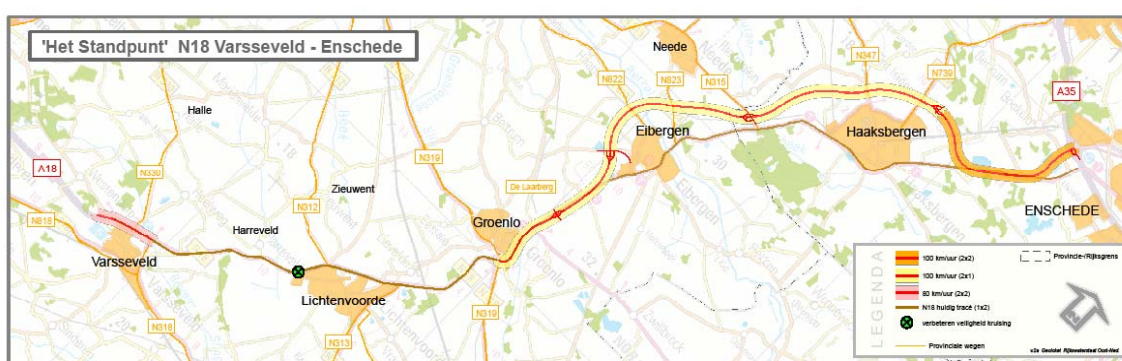 'Het Standpunt' N18 Varsseveld - Enschede
Neede
N347
N822
N823
N315
N739
A35
Halle
Eibergen
Haaksbergen
A18
N330
N319
De Laarberg
Zieuwent
N312
Groenlo
Eibergen
N818
Harreveld
ENSCHEDE
Varsseveld
Lichtenvoorde
N318
N313
N319
LEGENDA
100 km/uur (2x2)
100 km/uur (2x1)
80 km/uur (2x2)
N18 huidig tracé (1x2)
verbeteren veiligheid kruising
Provinciale wegen
Provincie-/Rijksgrens
N